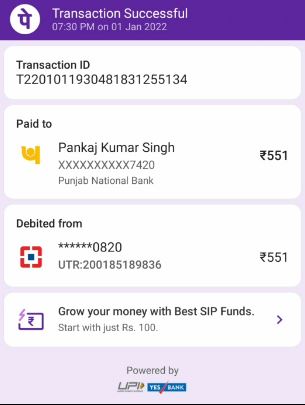 पे
Transaction Successful
07:30 PM on 01 Jan 2022
Transaction ID
T2201011930481831255134
Paid to
Pankaj Kumar Singh
₹551
XXXXXXXXXX7420
Punjab National Bank
Debited from
******0820
₹551
UTR:200185189836
Grow your money with Best SIP Funds.
Start with just Rs. 100.
Powered by
UPI YES BANK